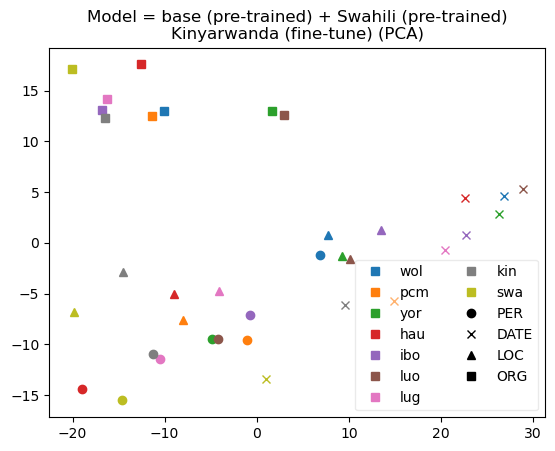 Model = base (pre-trained) + Swahili (pre-trained)
Kinyarwanda (fine-tune) (PCA)
15
10
5
0
−5
−10
−15
−20
−10
0
10
20
30
wol
pcm
yor
hau
ibo
luo
lug
kin
swa
PER
DATE
LOC
ORG